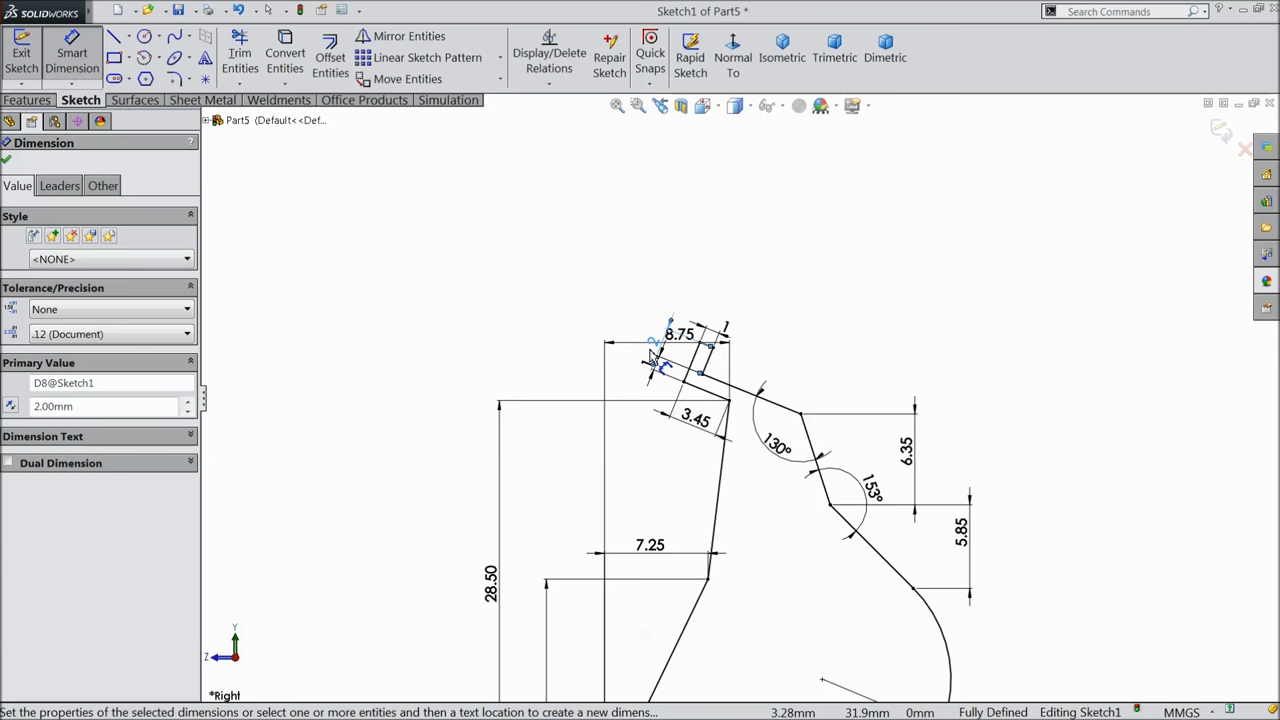 SOLIDWORKS
Sketch1 of Part5 *
Search Commands
Exit
Sketch
Smart
Dimension
Trim
Entities
Convert
Entities
Offset
Entities
Mirror Entities
Linear Sketch Pattern
Move Entities
Display/Delete
Relations
Repair
Sketch
Quick
Snaps
Rapid
Sketch
Normal
To
Isometric
Trimetric
Dimetric
Features
Sketch
Surfaces
Sheet Metal
Weldments
Office Products
Simulation
Part5 (Default<<Def...
Dimension
?
Value
Leaders
Other
Style
<NONE>
Tolerance/Precision
None
.12 (Document)
Primary Value
D8@Sketch1
2.00mm
Dimension Text
Dual Dimension
8.75
1
2
1
3.45
130°
153°
6.35
5.85
7.25
28.50
Y
Z
*Right
Set the properties of the selected dimensions or select one or more entities and then a text location to create a new dimens...
3.28mm
31.9mm
0mm
Fully Defined
Editing Sketch1
MMGS